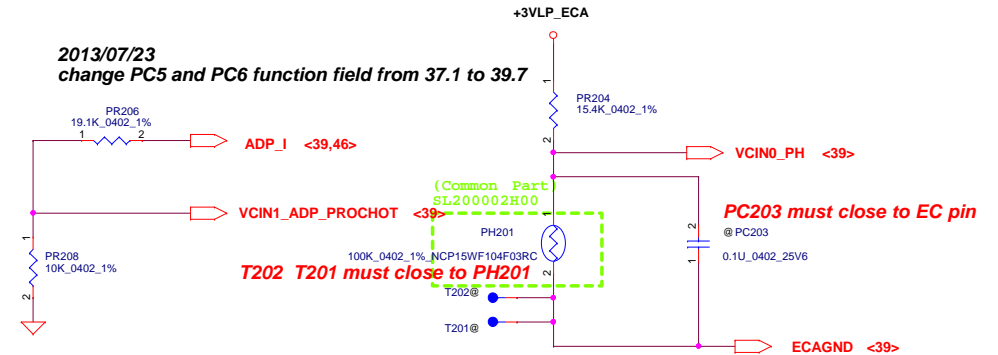 +3VLP_ECA
2013/07/23
change PC5 and PC6 function field from 37.1 to 39.7
PR206
19.1K_0402_1%
1
2
ADP_I <39,46>
VCIN1_ADP_PROCHOT <39>
1
PR208
10K_0402_1%
2
1
PR204
15.4K_0402_1%
2
VCIN0_PH <39>
(Common Part)
SL200002H00
1
PH201
100K_0402_1%_NCP15WF104F03RC
2
T202 T201 must close to PH201
T202@
T201@
PC203 must close to EC pin
2
@PC203
0.1U_0402_25V6
1
ECAGND <39>